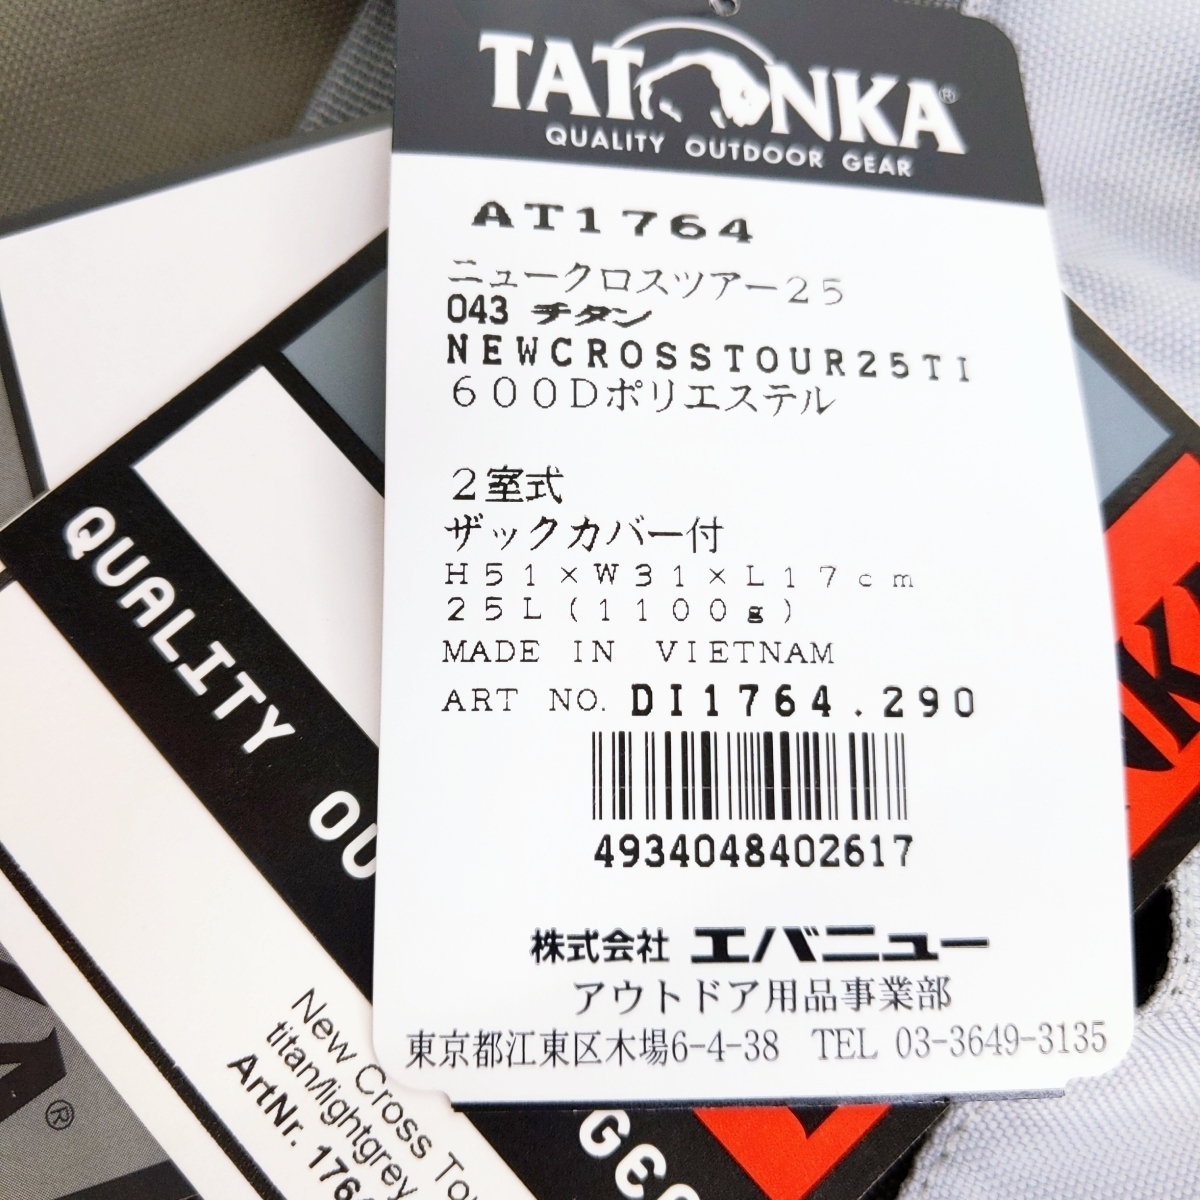 TATONKA®
QUALITY OUTDOOR GEAR
AT1764
ニュークロスツアー２５
043 チタン
NEWCROSSTOUR25TI
６００Ｄポリエステル
２室式
ザックカバー付
Ｈ５１×Ｗ３１×Ｌ１７ｃｍ
２５Ｌ（１１００ｇ）
MADE IN VIETNAM
ART NO. DI1764.290
4934048402617
株式会社 エバニュー
アウトドア用品事業部
東京都江東区木場6-4-38 TEL 03-3649-3135
QUALITY OU
New Cross To
titan/lightgrey
ArtNr. 176
®